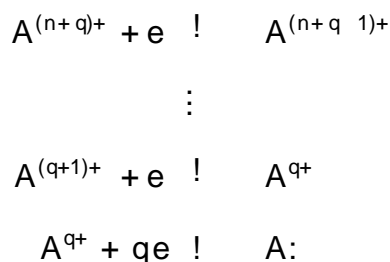 A^(n+q)+ + e ! A^(n+q 1)+
⋮
A^(q+1)+ + e ! A^q+
A^q+ + qe ! A: